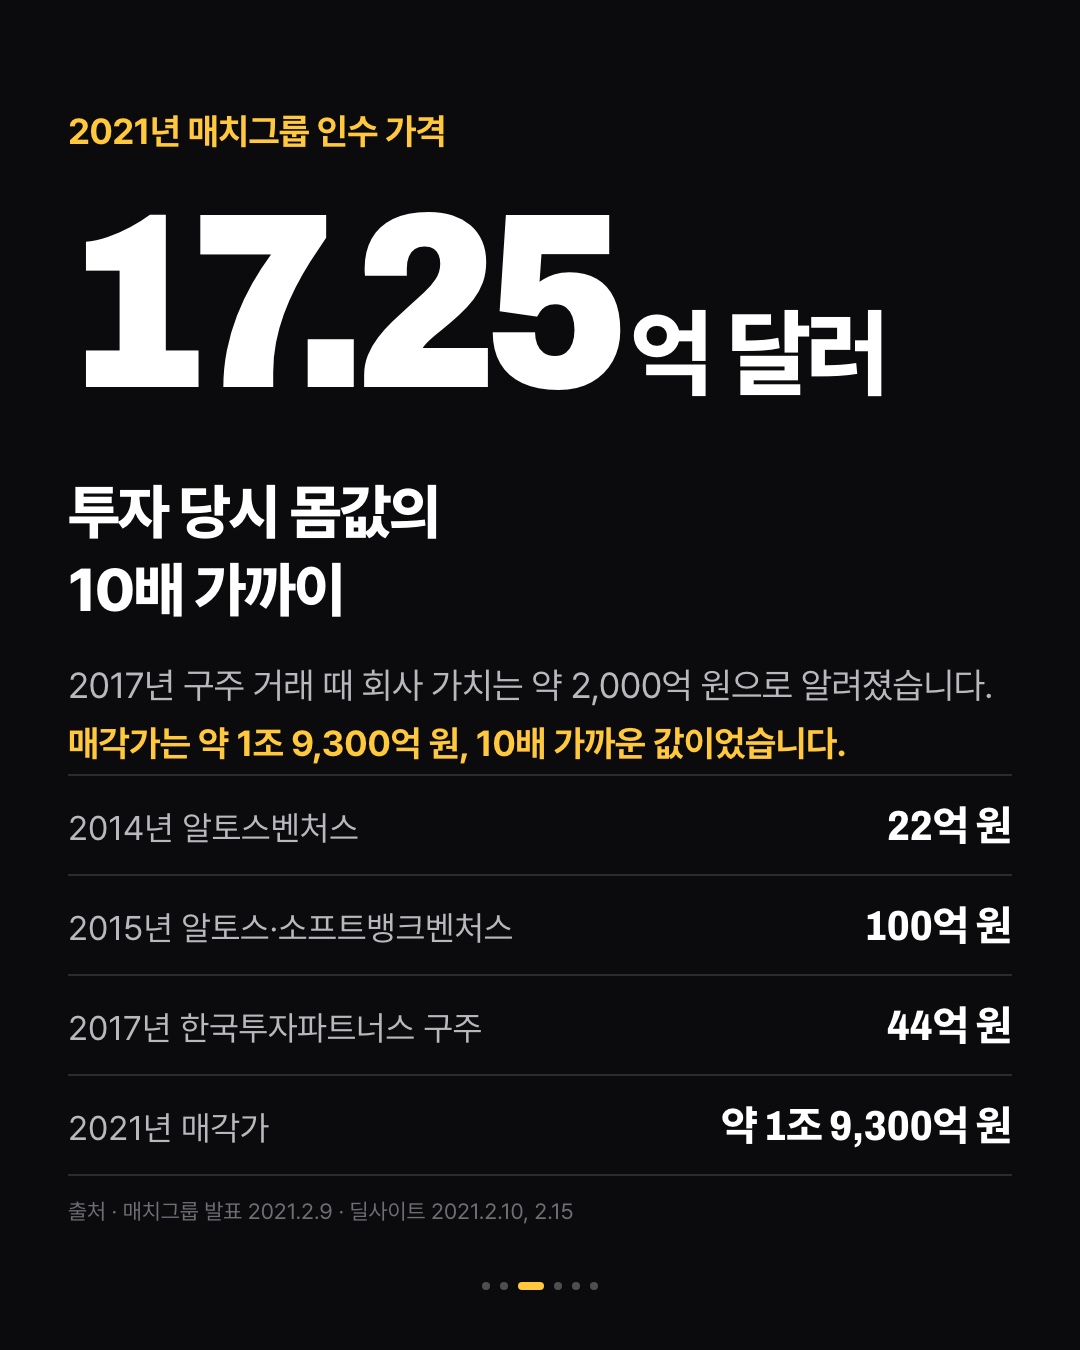 2021년 매치그룹 인수 가격
17.25억 달러
투자 당시 몸값의
10배 가까이
2017년 구주 거래 때 회사 가치는 약 2,000억 원으로 알려졌습니다.
매각가는 약 1조 9,300억 원, 10배 가까운 값이었습니다.
2014년 알토스벤처스 22억 원
2015년 알토스·소프트뱅크벤처스 100억 원
2017년 한국투자파트너스 구주 44억 원
2021년 매각가 약 1조 9,300억 원
출처 · 매치그룹 발표 2021.2.9 · 딜사이트 2021.2.10, 2.15